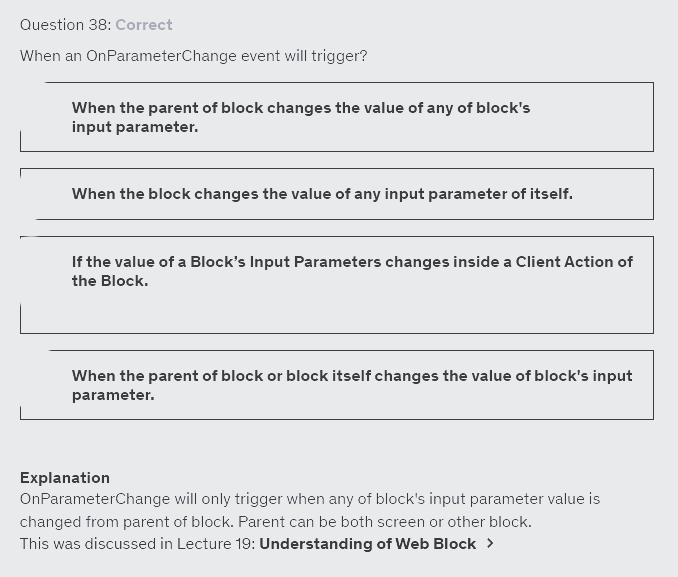 Question 38: Correct
When an OnParameterChange event will trigger?
When the parent of block changes the value of any of block's
input parameter.
When the block changes the value of any input parameter of itself.
If the value of a Block’s Input Parameters changes inside a Client Action of
the Block.
When the parent of block or block itself changes the value of block's input
parameter.
Explanation
OnParameterChange will only trigger when any of block's input parameter value is
changed from parent of block. Parent can be both screen or other block.
This was discussed in Lecture 19: Understanding of Web Block >